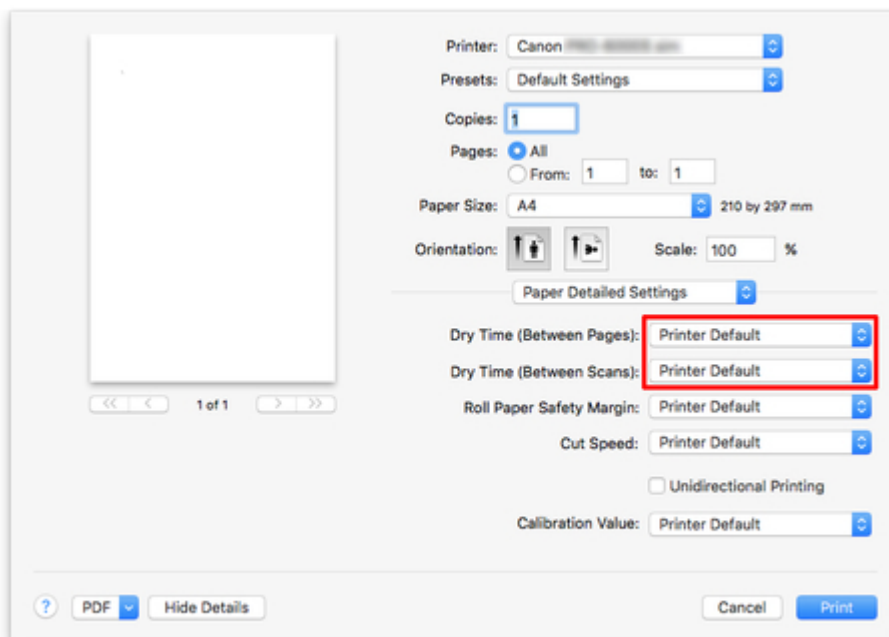 Printer: Canon
Presets: Default Settings
Copies: 1
Pages: All
From: 1 to: 1
Paper Size: A4 210 by 297 mm
Orientation: Scale: 100 %
Paper Detailed Settings
Dry Time (Between Pages): Printer Default
Dry Time (Between Scans): Printer Default
<< < 1 of 1 > >>
Roll Paper Safety Margin: Printer Default
Cut Speed: Printer Default
Unidirectional Printing
Calibration Value: Printer Default
? PDF Hide Details Cancel Print